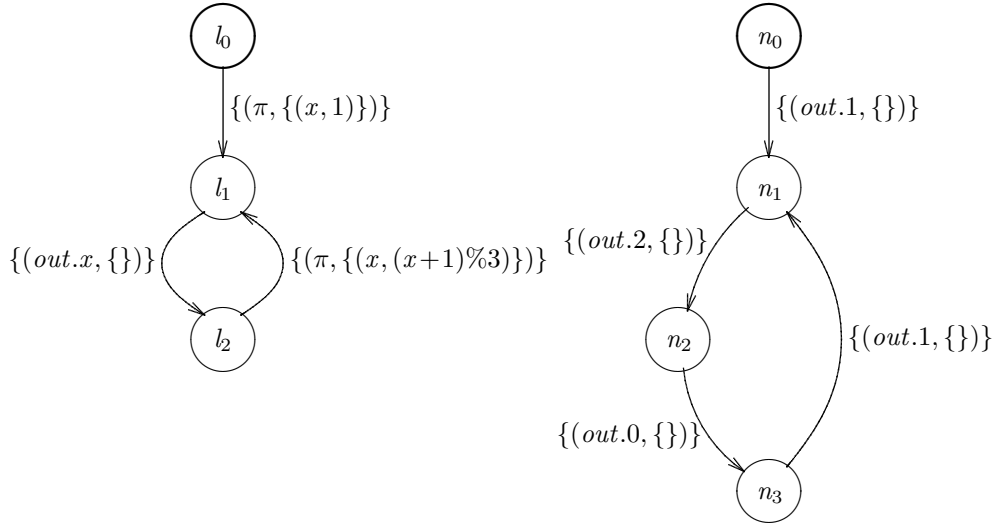 l₀
n₀
{(π, {(x, 1)})}
{(out.1, {})}
l₁
n₁
{(out.x, {})}
{(π, {(x, (x+1)%3)})}
{(out.2, {})}
l₂
n₂
{(out.1, {})}
{(out.0, {})}
n₃